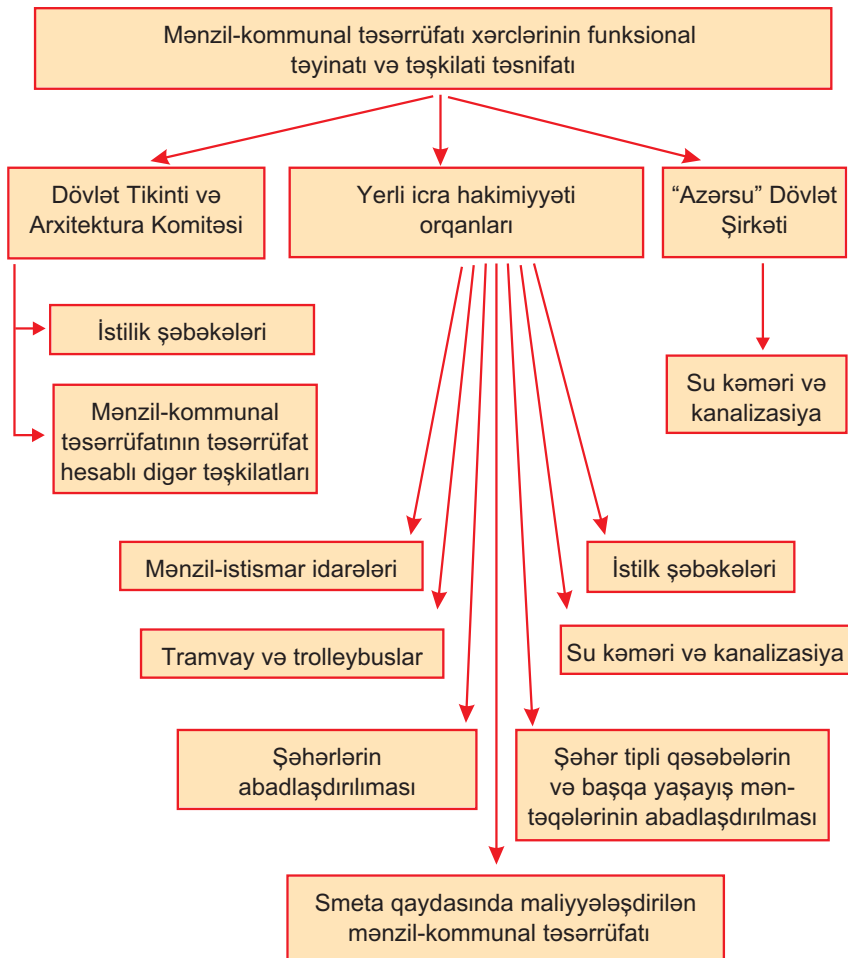 Mənzil-kommunal təsərrüfatı xərclərinin funksional
təyinatı və təşkilati təsnifatı
Dövlət Tikinti və
Arxitektura Komitəsi
Yerli icra hakimiyyəti
orqanları
“Azərsu” Dövlət
Şirkəti
İstilik şəbəkələri
Mənzil-kommunal
təsərrüfatının təsərrüfat
hesablı digər təşkilatları
Su kəməri və
kanalizasiya
Mənzil-istismar idarələri
İstilk şəbəkələri
Tramvay və trolleybuslar
Su kəməri və kanalizasiya
Şəhərlərin
abadlaşdırılıması
Şəhər tipli qəsəbələrin
və başqa yaşayış mən-
təqələrinin abadlaşdırılması
Smeta qaydasında maliyyələşdirilən
mənzil-kommunal təsərrüfatı